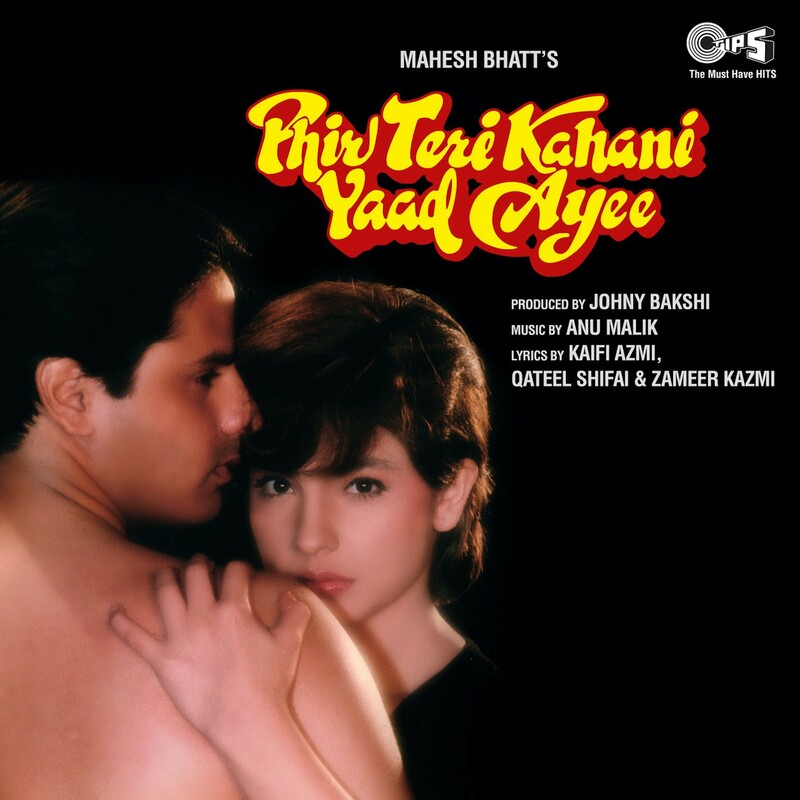 TIPS
The Must Have HITS
MAHESH BHATT'S
Phir Teri Kahani
Yaad Ayee
PRODUCED BY JOHNY BAKSHI
MUSIC BY ANU MALIK
LYRICS BY KAIFI AZMI,
QATEEL SHIFAI & ZAMEER KAZMI